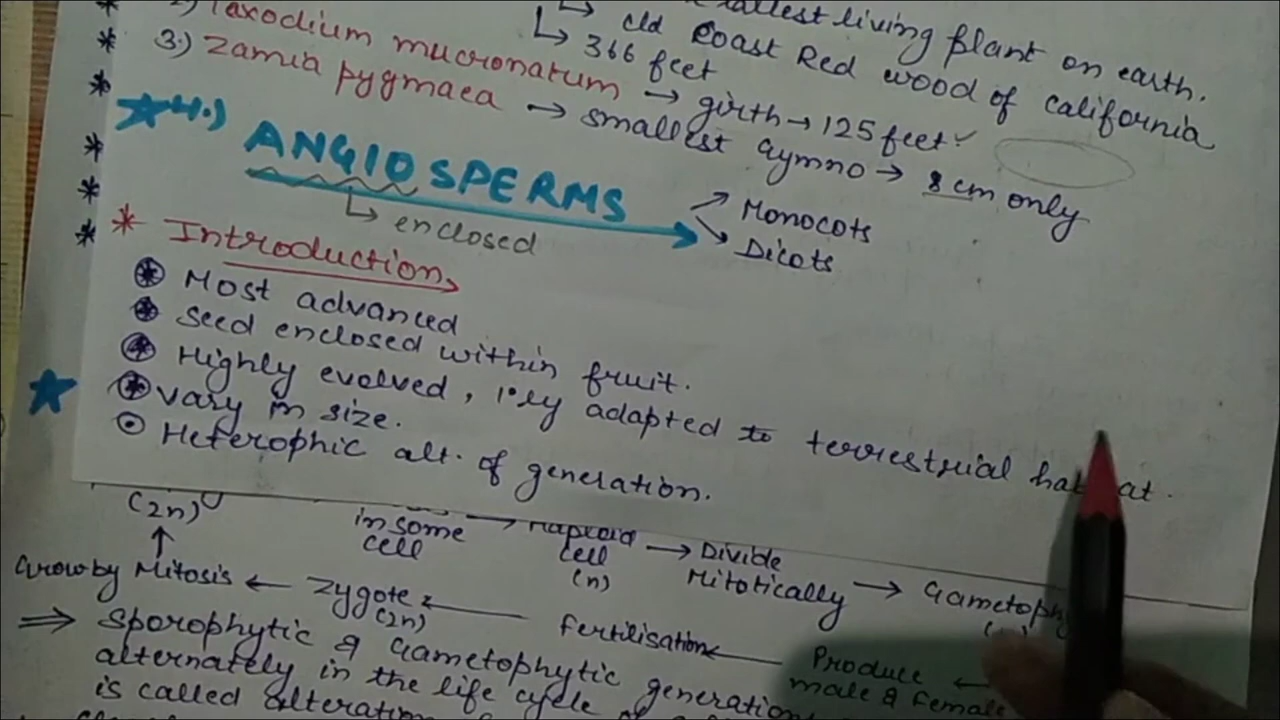 tallest living plant on earth.
↳ Old Coast Red wood of California
↳ 366 feet
2) Taxodium mucronatum → girth → 125 feet
3.) Zamia pygmaea → smallest gymno → 8 cm only
4.) ANGIOSPERMS
↳ enclosed
Monocots
Dicots
* Introduction
Most advanced
Seed enclosed within fruit.
Highly evolved, 1°ly adapted to terrestrial hab at.
Vary in size.
Heterophic alt. of generation.
(2n)
in some cell → Haploid cell (n) → Divide Mitotically → Gametoph
Grow by Mitosis ← Zygote (2n) ← fertilisation ← Produce male & female ←
⇒ Sporophytic & Gametophytic generation
alternately in the life cycle
is called alteration